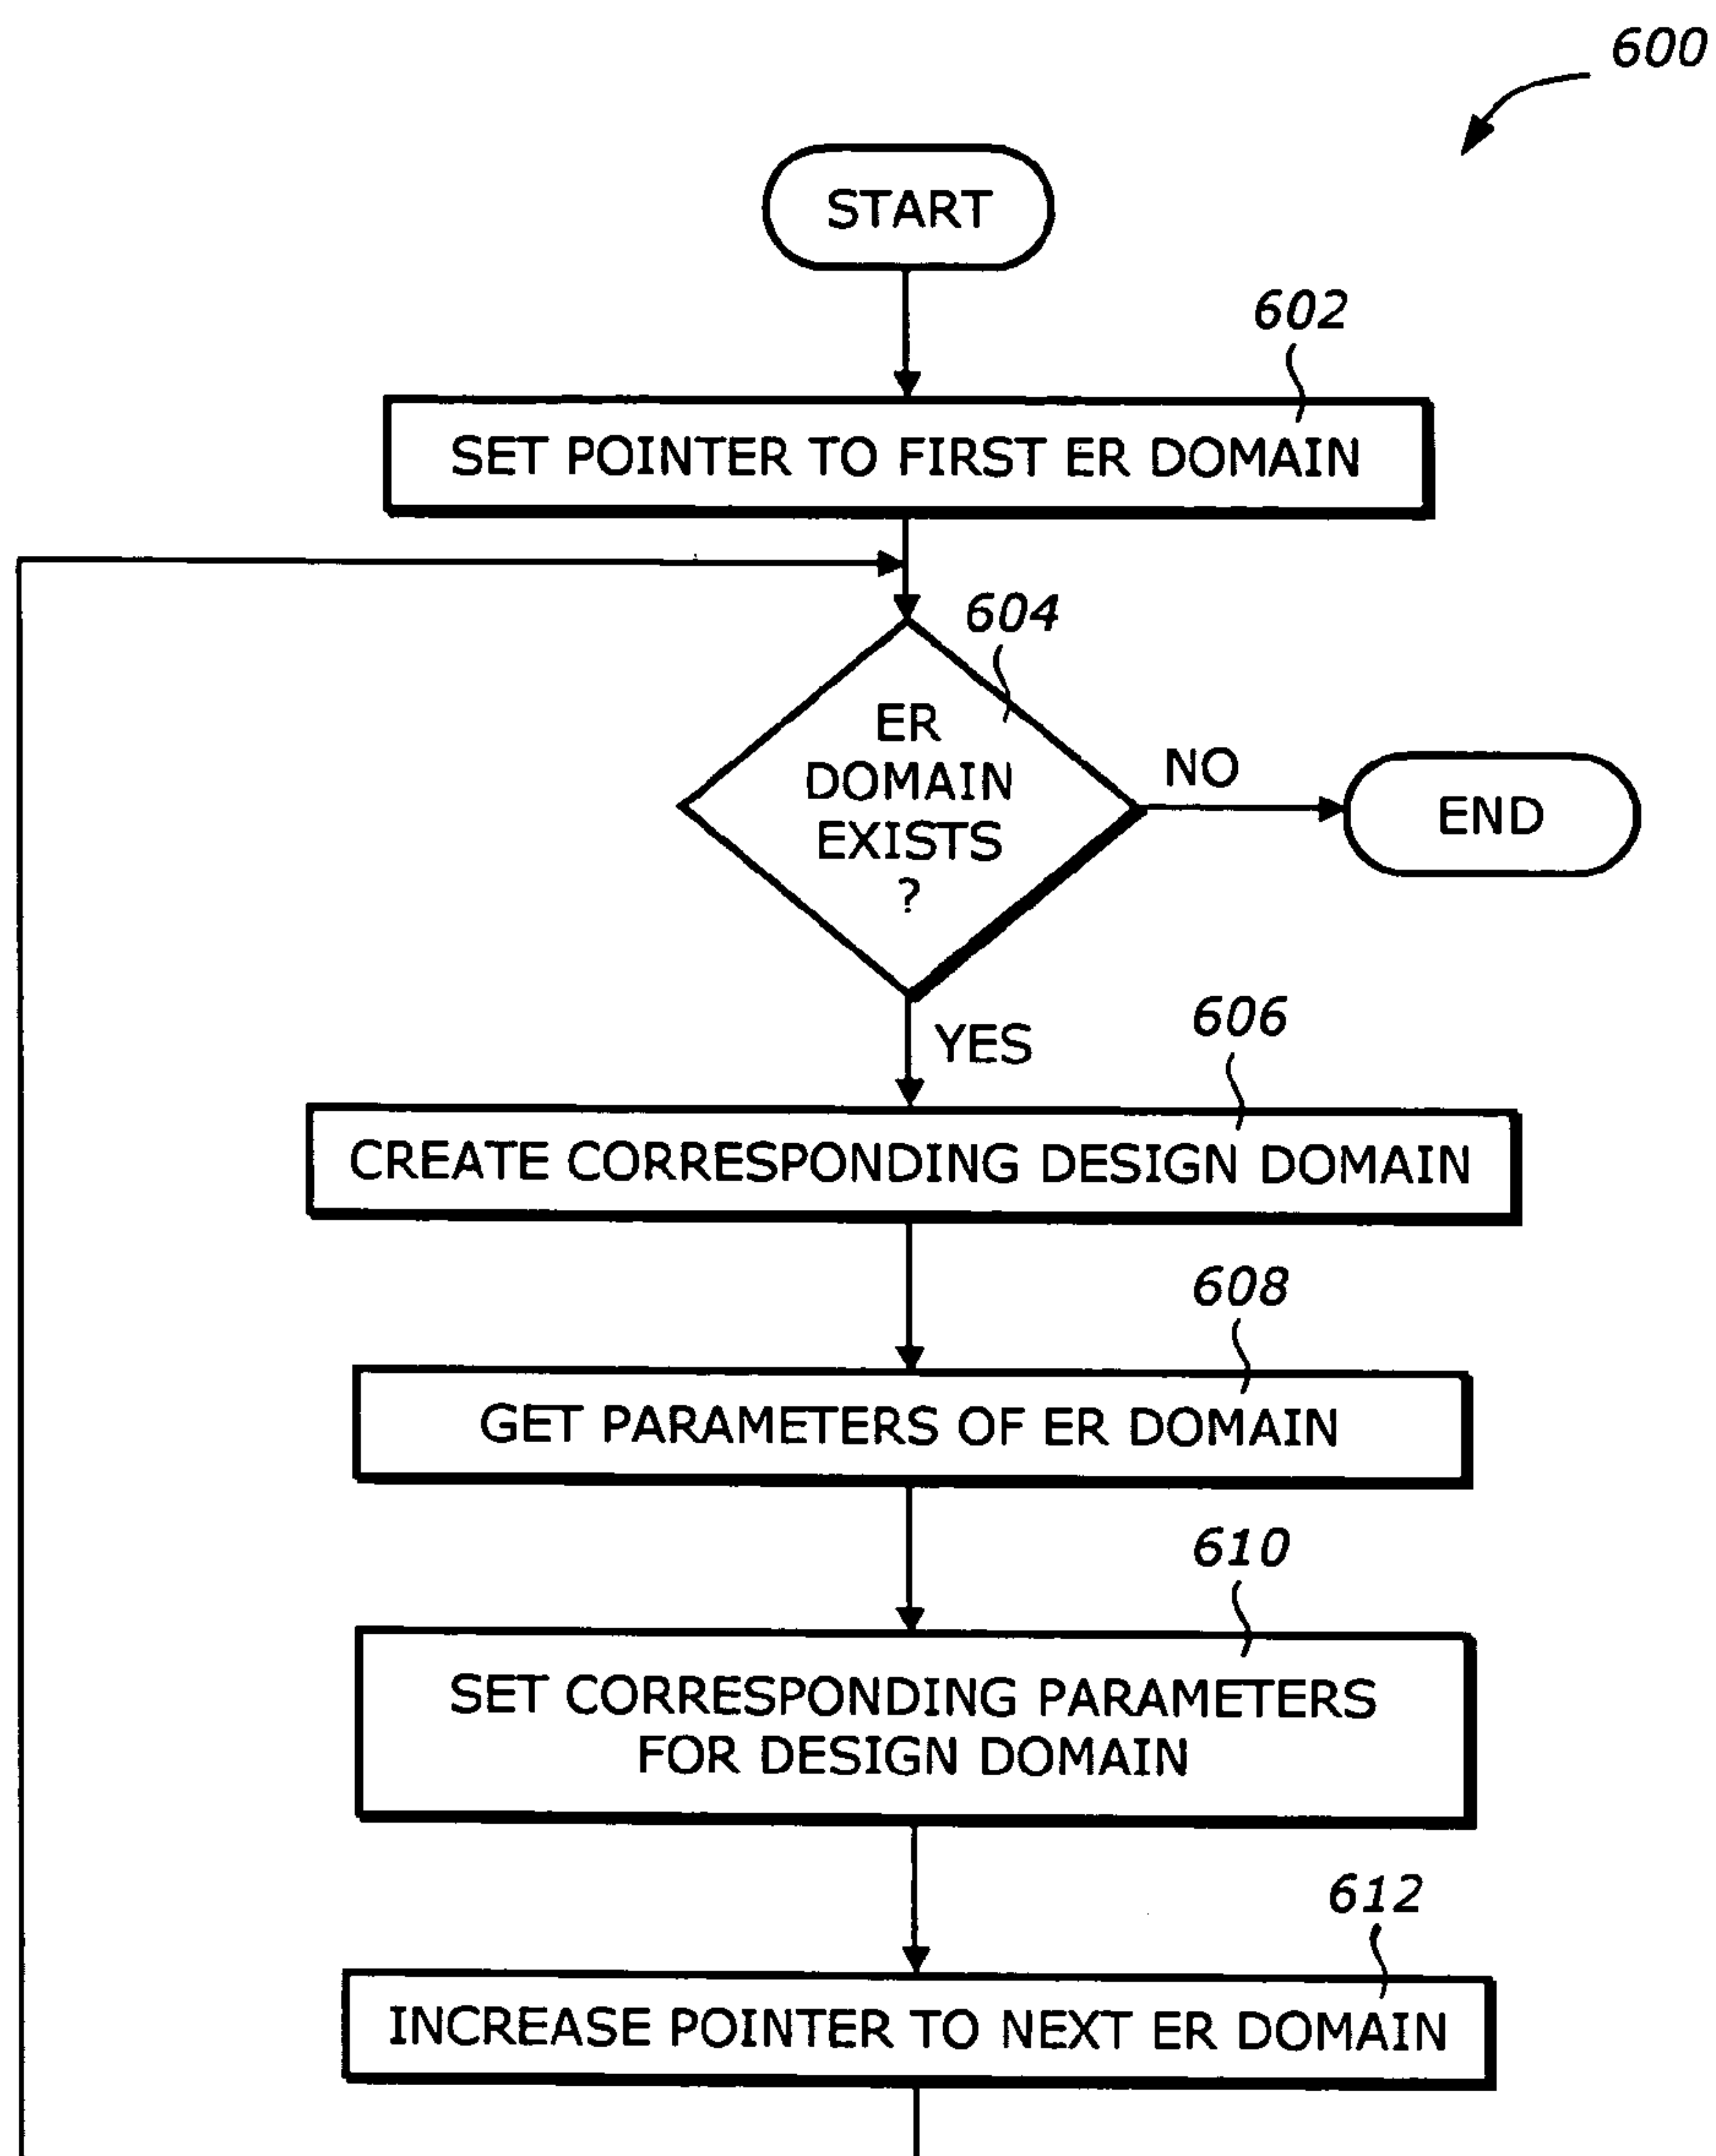 600
START
602
SET POINTER TO FIRST ER DOMAIN
604
ER
DOMAIN
EXISTS
?
NO
END
YES
606
CREATE CORRESPONDING DESIGN DOMAIN
608
GET PARAMETERS OF ER DOMAIN
610
SET CORRESPONDING PARAMETERS
FOR DESIGN DOMAIN
612
INCREASE POINTER TO NEXT ER DOMAIN